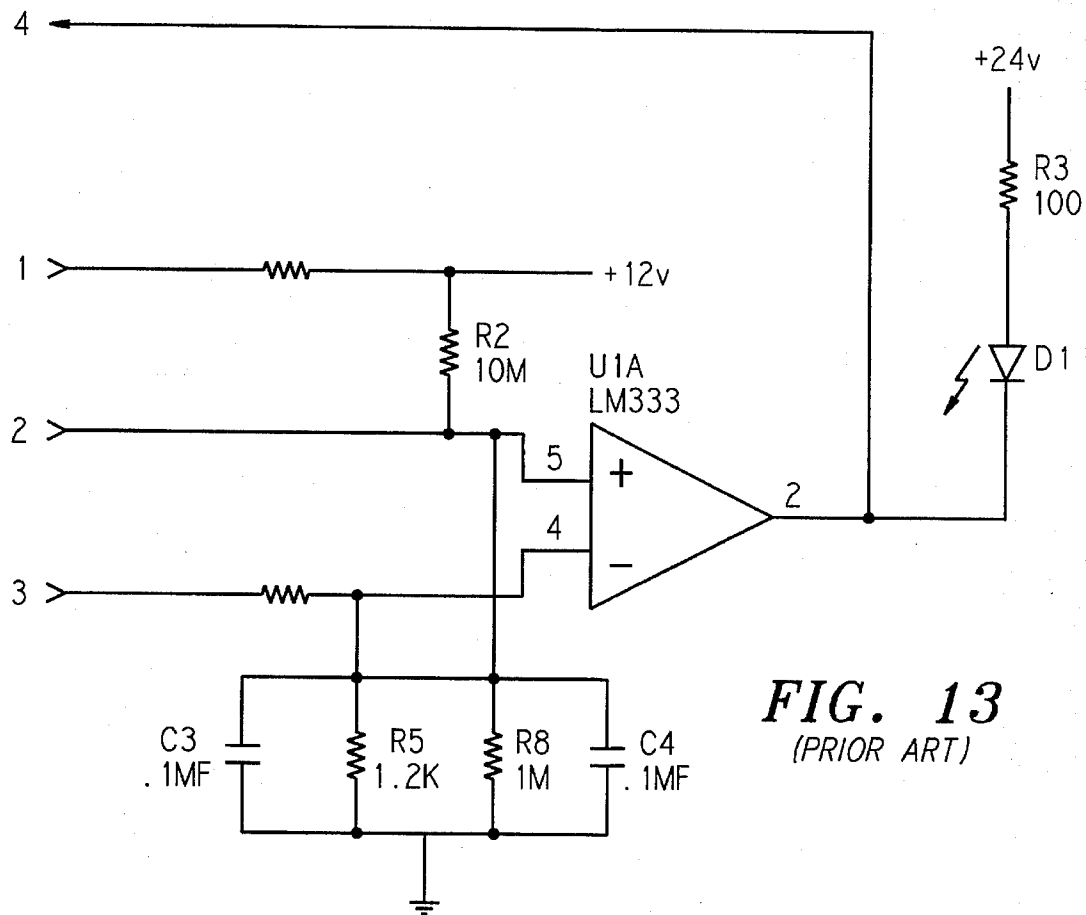 4
+24v
R3
100
1
+12v
R2
10M
U1A
LM333
D1
2
5
+
2
4
−
3
FIG. 13
(PRIOR ART)
C3
.1MF
R5
1.2K
R8
1M
C4
.1MF